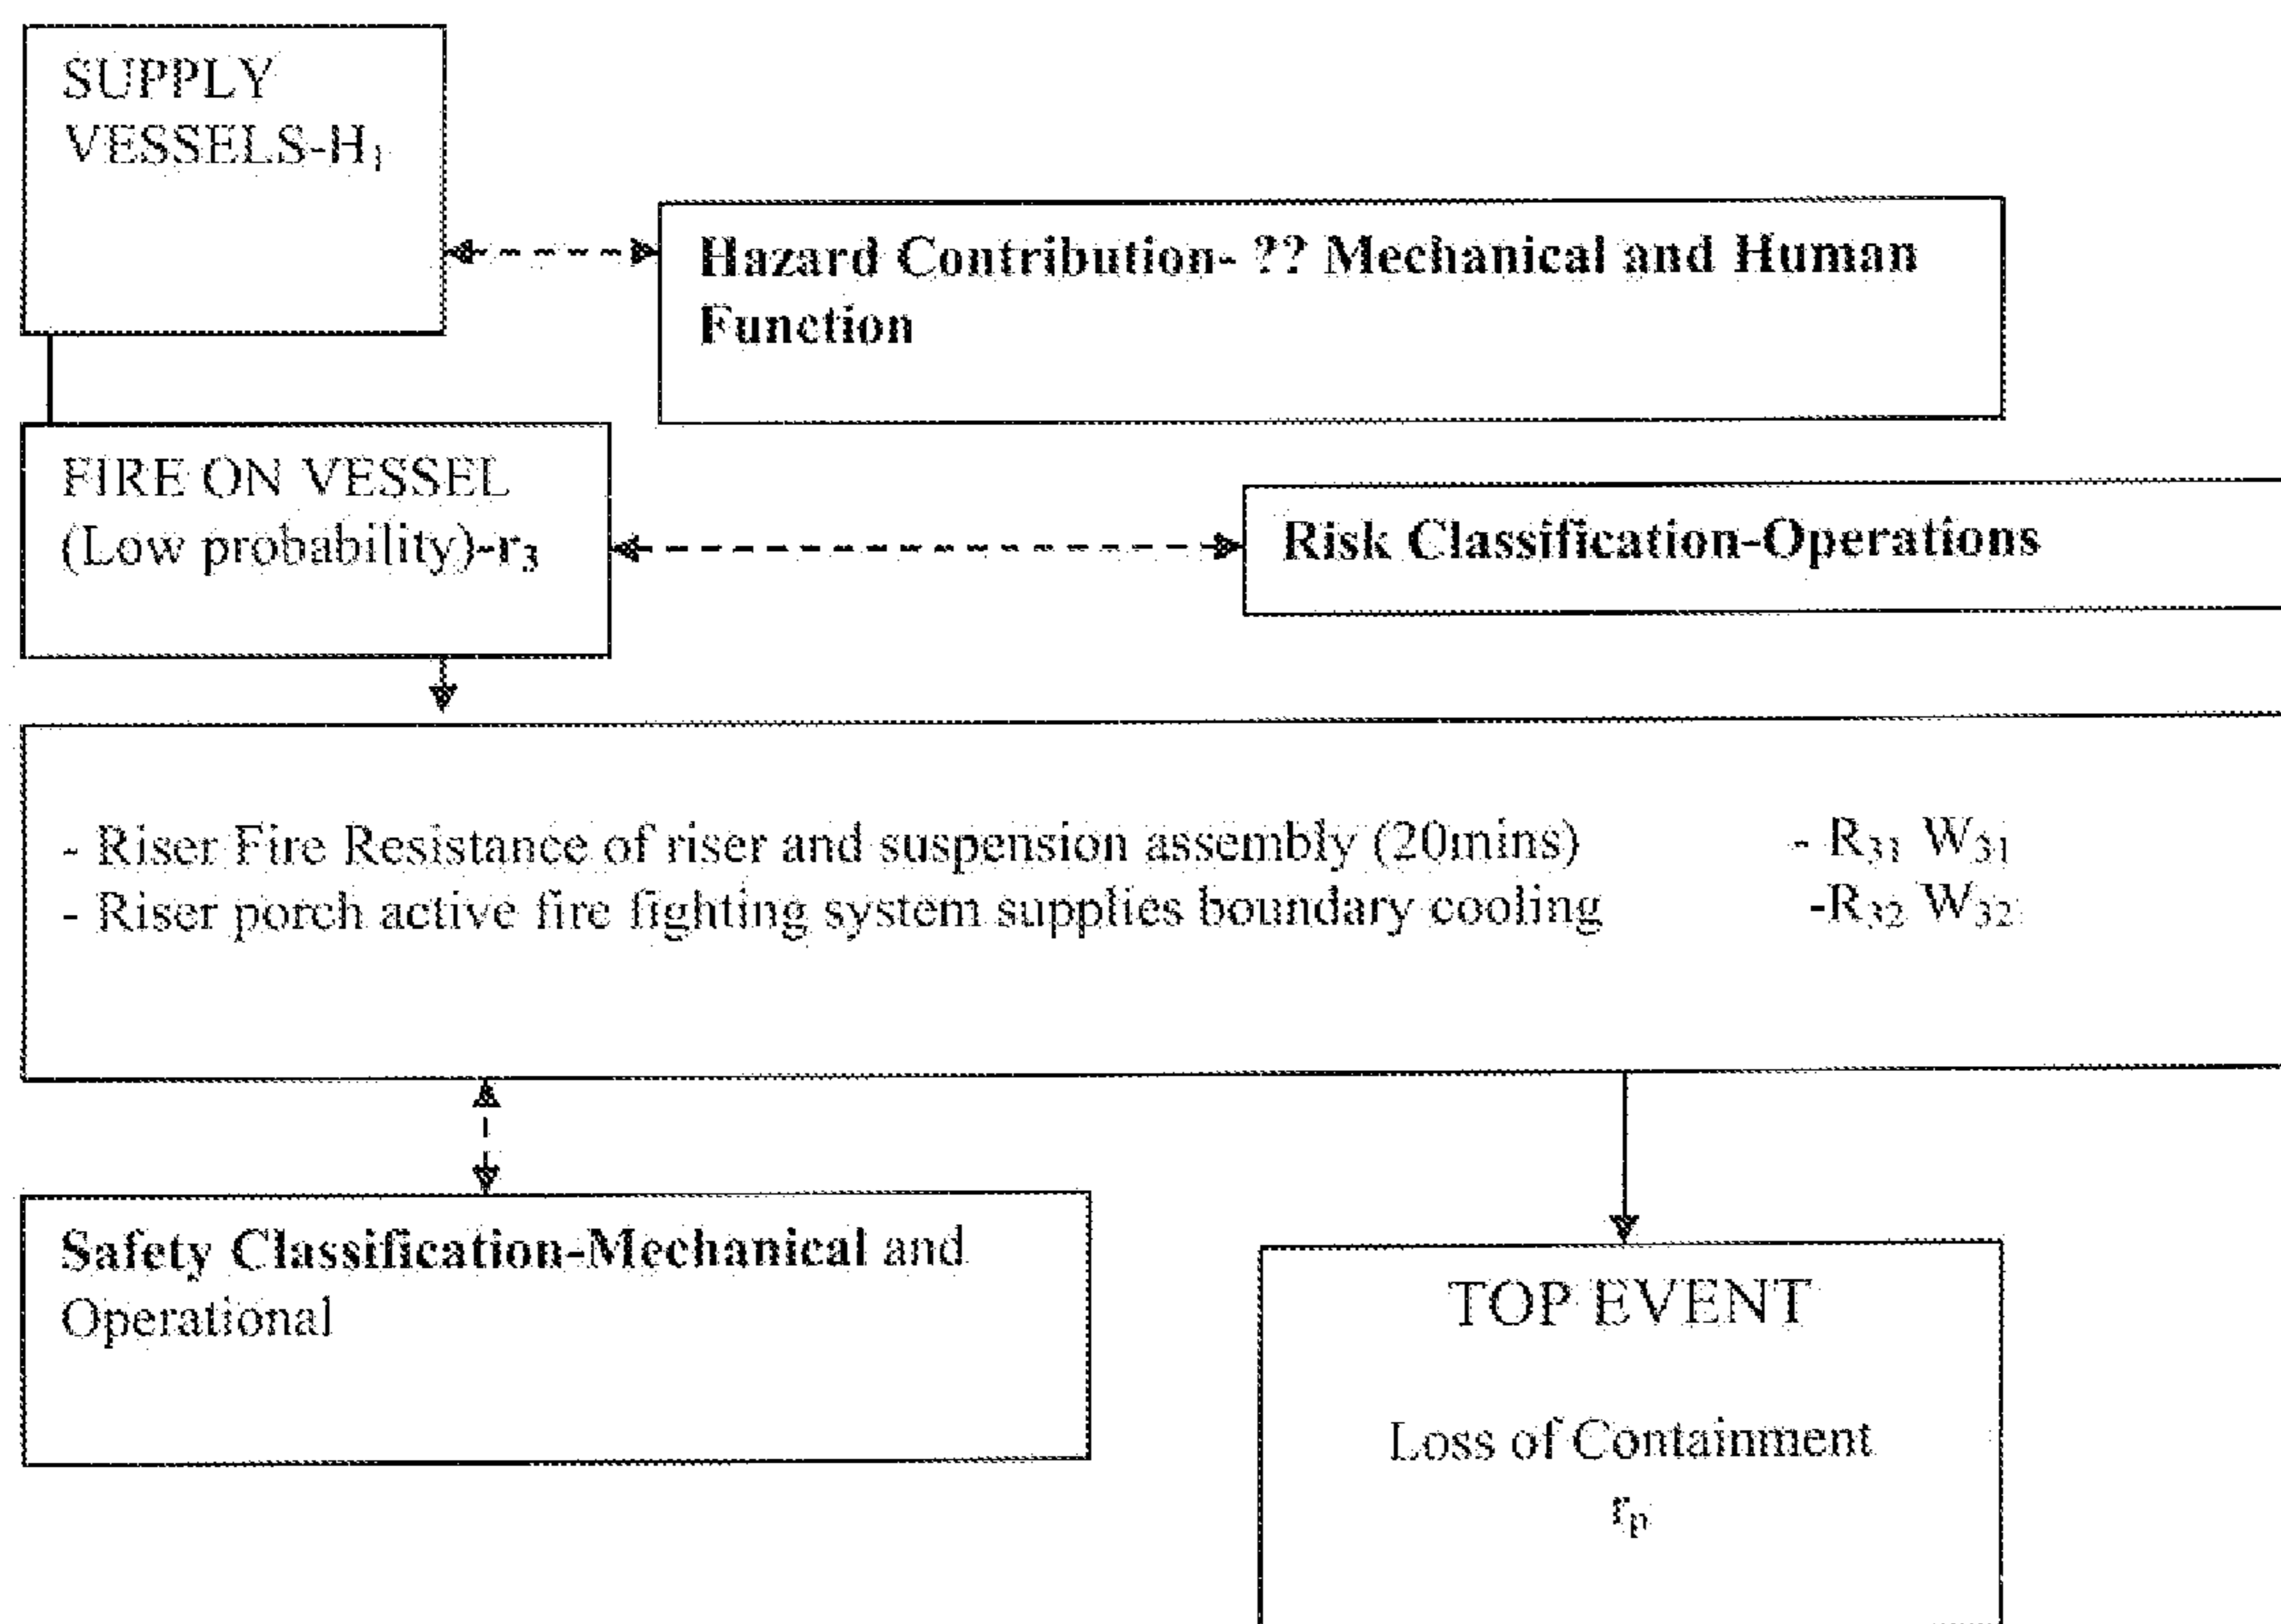 SUPPLY
VESSELS-H₁
Hazard Contribution- ?? Mechanical and Human
Function
FIRE ON VESSEL
(Low probability)-r₃
Risk Classification-Operations
- Riser Fire Resistance of riser and suspension assembly (20mins) - R₃₁ W₃₁
- Riser porch active fire fighting system supplies boundary cooling -R₃₂ W₃₂
Safety Classification-Mechanical and
Operational
TOP EVENT
Loss of Containment
rₚ